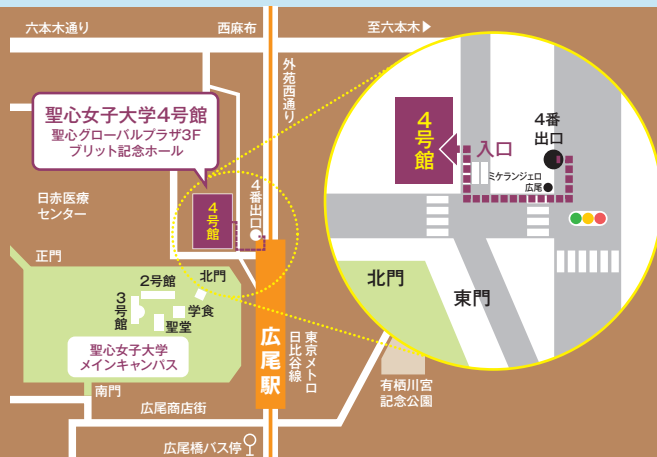 六本木通り
西麻布
至六本木▶
外苑西通り
聖心女子大学4号館
聖心グローバルプラザ3F
ブリット記念ホール
4号館
入口
4番
出口
ミケランジェロ
広尾
日赤医療
センター
4号館
4番出口
正門
北門
2号館
3号館
学食
聖堂
聖心女子大学
メインキャンパス
南門
広尾駅
東京メトロ
日比谷線
北門
東門
有栖川宮
記念公園
広尾商店街
広尾橋バス停